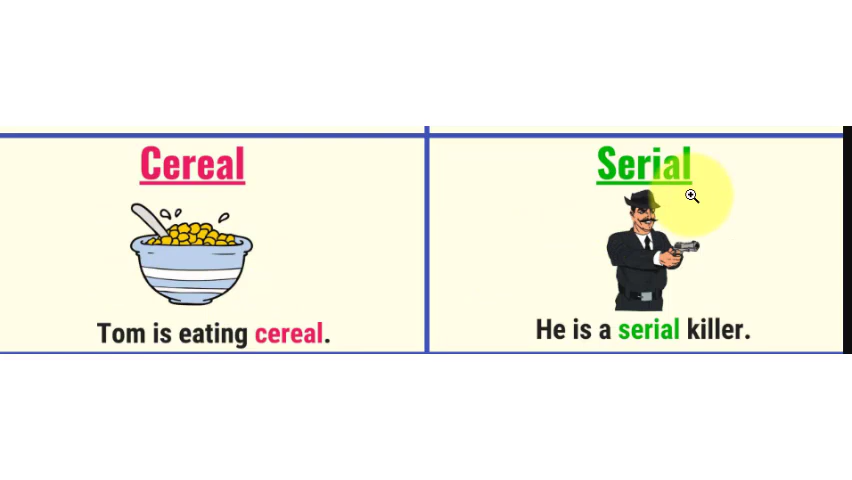 Cereal
Tom is eating cereal.
Serial
He is a serial killer.